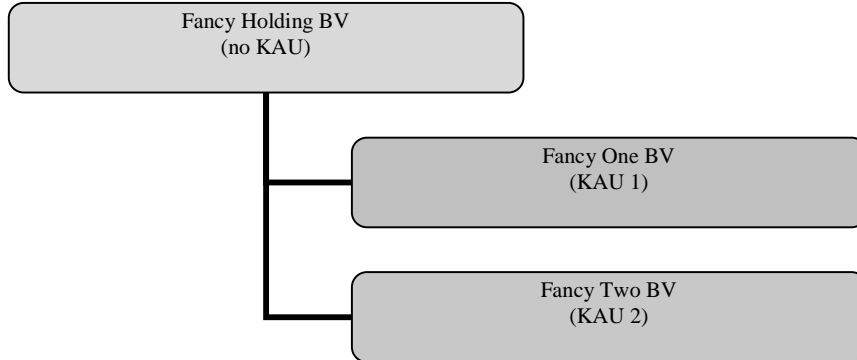 Fancy Holding BV
(no KAU)
Fancy One BV
(KAU 1)
Fancy Two BV
(KAU 2)